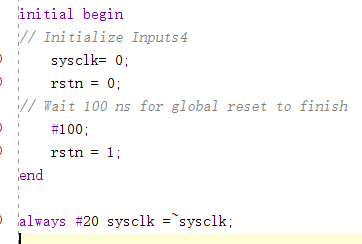 initial begin
// Initialize Inputs4
sysclk= 0;
rstn = 0;
// Wait 100 ns for global reset to finish
#100;
rstn = 1;
end
always #20 sysclk =~sysclk;